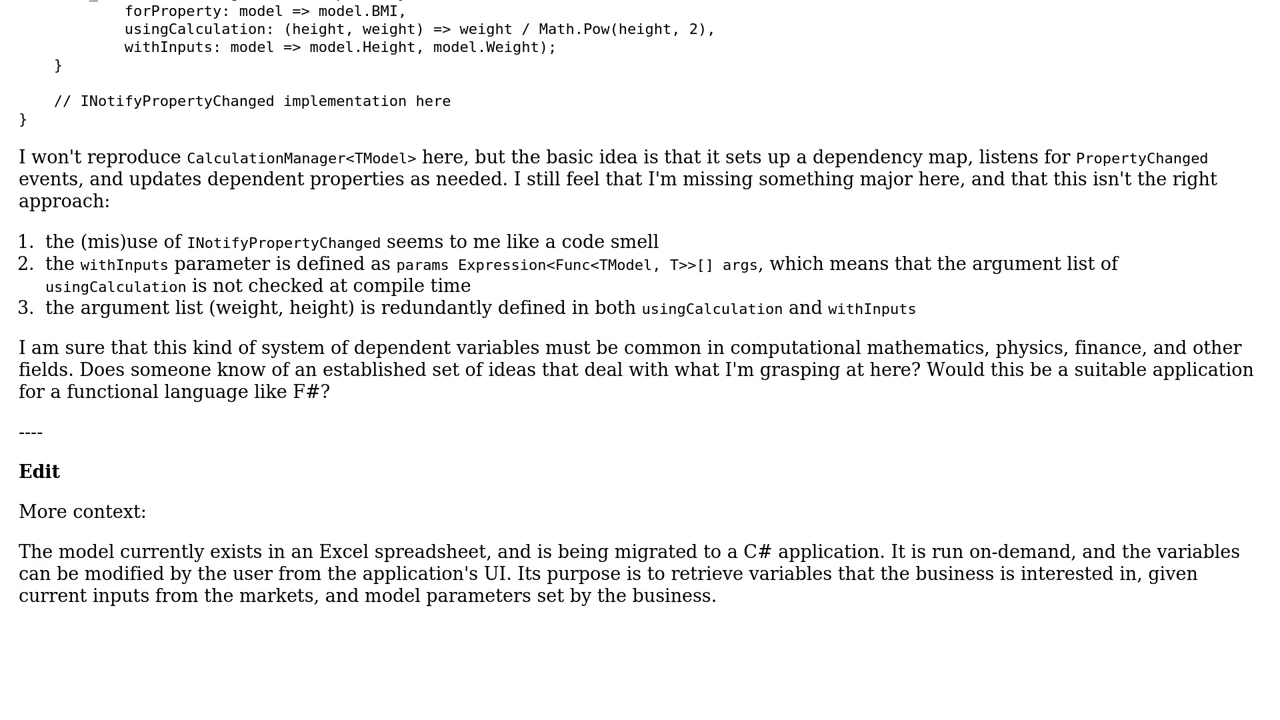 forProperty: model => model.BMI,
usingCalculation: (height, weight) => weight / Math.Pow(height, 2),
withInputs: model => model.Height, model.Weight);
}
// INotifyPropertyChanged implementation here
}
I won't reproduce CalculationManager<TModel> here, but the basic idea is that it sets up a dependency map, listens for PropertyChanged
events, and updates dependent properties as needed. I still feel that I'm missing something major here, and that this isn't the right
approach:
1. the (mis)use of INotifyPropertyChanged seems to me like a code smell
2. the withInputs parameter is defined as params Expression<Func<TModel, T>>[] args, which means that the argument list of
usingCalculation is not checked at compile time
3. the argument list (weight, height) is redundantly defined in both usingCalculation and withInputs
I am sure that this kind of system of dependent variables must be common in computational mathematics, physics, finance, and other
fields. Does someone know of an established set of ideas that deal with what I'm grasping at here? Would this be a suitable application
for a functional language like F#?
----
Edit
More context:
The model currently exists in an Excel spreadsheet, and is being migrated to a C# application. It is run on-demand, and the variables
can be modified by the user from the application's UI. Its purpose is to retrieve variables that the business is interested in, given
current inputs from the markets, and model parameters set by the business.